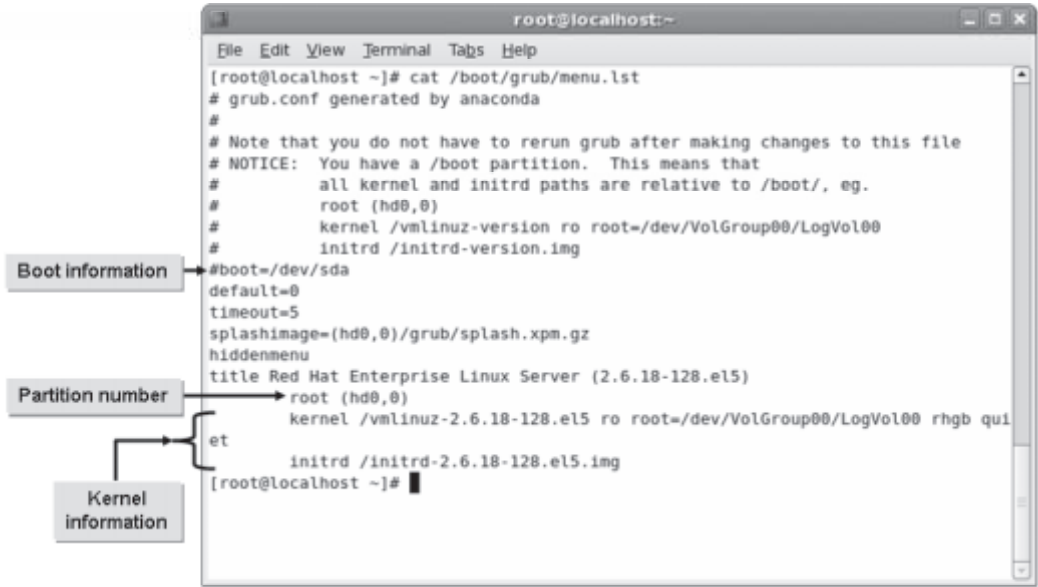 root@localhost:~
File Edit View Terminal Tabs Help
[root@localhost ~]# cat /boot/grub/menu.lst
# grub.conf generated by anaconda
#
# Note that you do not have to rerun grub after making changes to this file
# NOTICE:  You have a /boot partition.  This means that
#          all kernel and initrd paths are relative to /boot/, eg.
#          root (hd0,0)
#          kernel /vmlinuz-version ro root=/dev/VolGroup00/LogVol00
#          initrd /initrd-version.img
Boot information
#boot=/dev/sda
default=0
timeout=5
splashimage=(hd0,0)/grub/splash.xpm.gz
hiddenmenu
title Red Hat Enterprise Linux Server (2.6.18-128.el5)
Partition number
        root (hd0,0)
        kernel /vmlinuz-2.6.18-128.el5 ro root=/dev/VolGroup00/LogVol00 rhgb qui
et
        initrd /initrd-2.6.18-128.el5.img
[root@localhost ~]#
Kernel
information